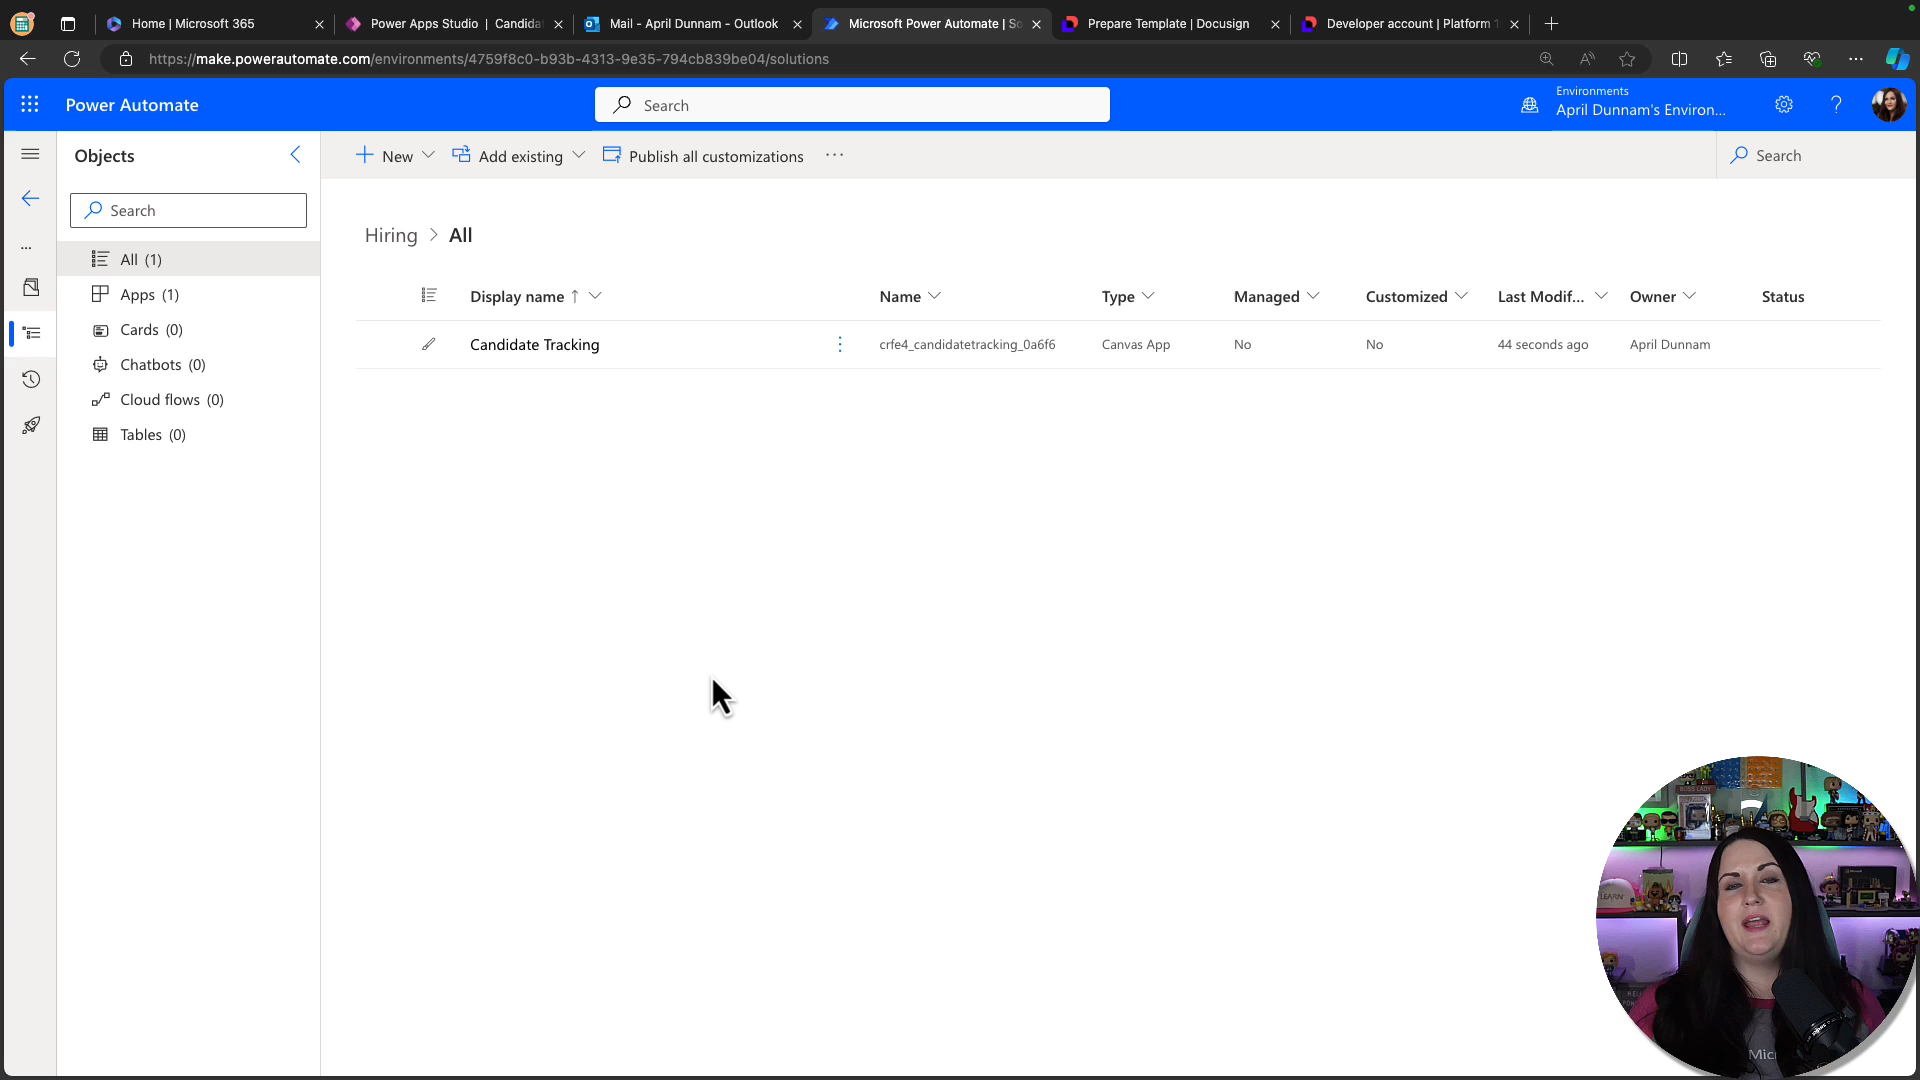 Home | Microsoft 365
Power Apps Studio | Candida
Mail - April Dunnam - Outlook
Microsoft Power Automate | So
Prepare Template | Docusign
Developer account | Platform
https://make.powerautomate.com/environments/4759f8c0-b93b-4313-9e35-794cb839be04/solutions
Power Automate
Search
Environments
April Dunnam's Environ...
Objects
New
Add existing
Publish all customizations
Search
Search
Hiring > All
All (1)
Apps (1)
Cards (0)
Chatbots (0)
Cloud flows (0)
Tables (0)
Display name ↑
Name
Type
Managed
Customized
Last Modif...
Owner
Status
Candidate Tracking
crfe4_candidatetracking_0a6f6
Canvas App
No
No
44 seconds ago
April Dunnam
BOSS LADY
LEARN
Mic